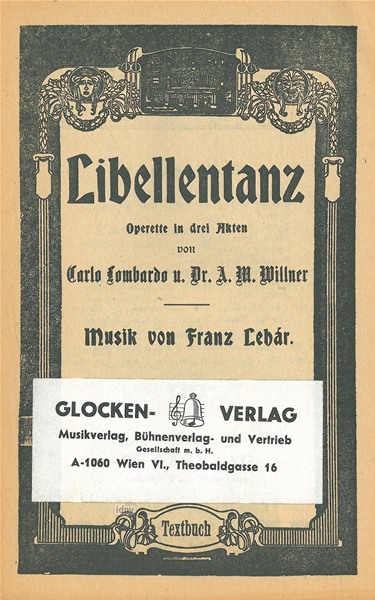 Libellentanz
Operette in drei Akten
von
Carlo Lombardo u. Dr. A. M. Willner
Musik von Franz Lehár.
GLOCKEN- VERLAG
Musikverlag, Bühnenverlag- und Vertrieb
Gesellschaft m. b. H.
A-1060 Wien VI., Theobaldgasse 16
idnv
Textbuch